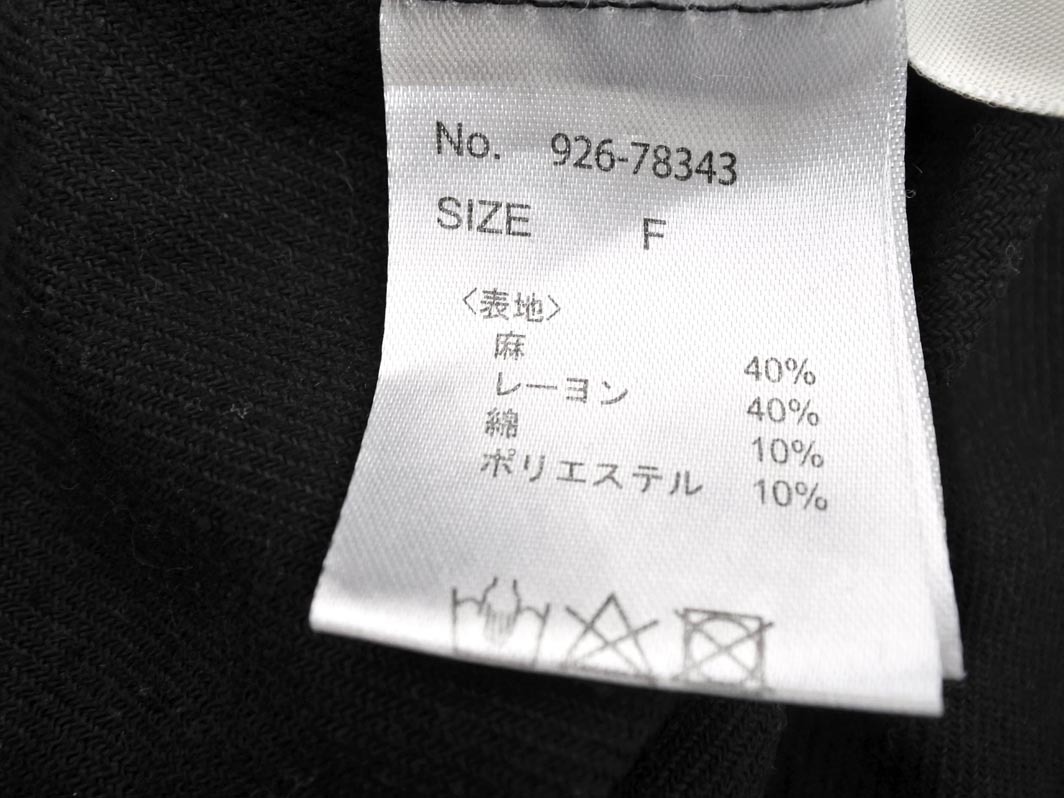 No. 926-78343
SIZE F
〈表地〉
麻 40%
レーヨン 40%
綿 10%
ポリエステル 10%